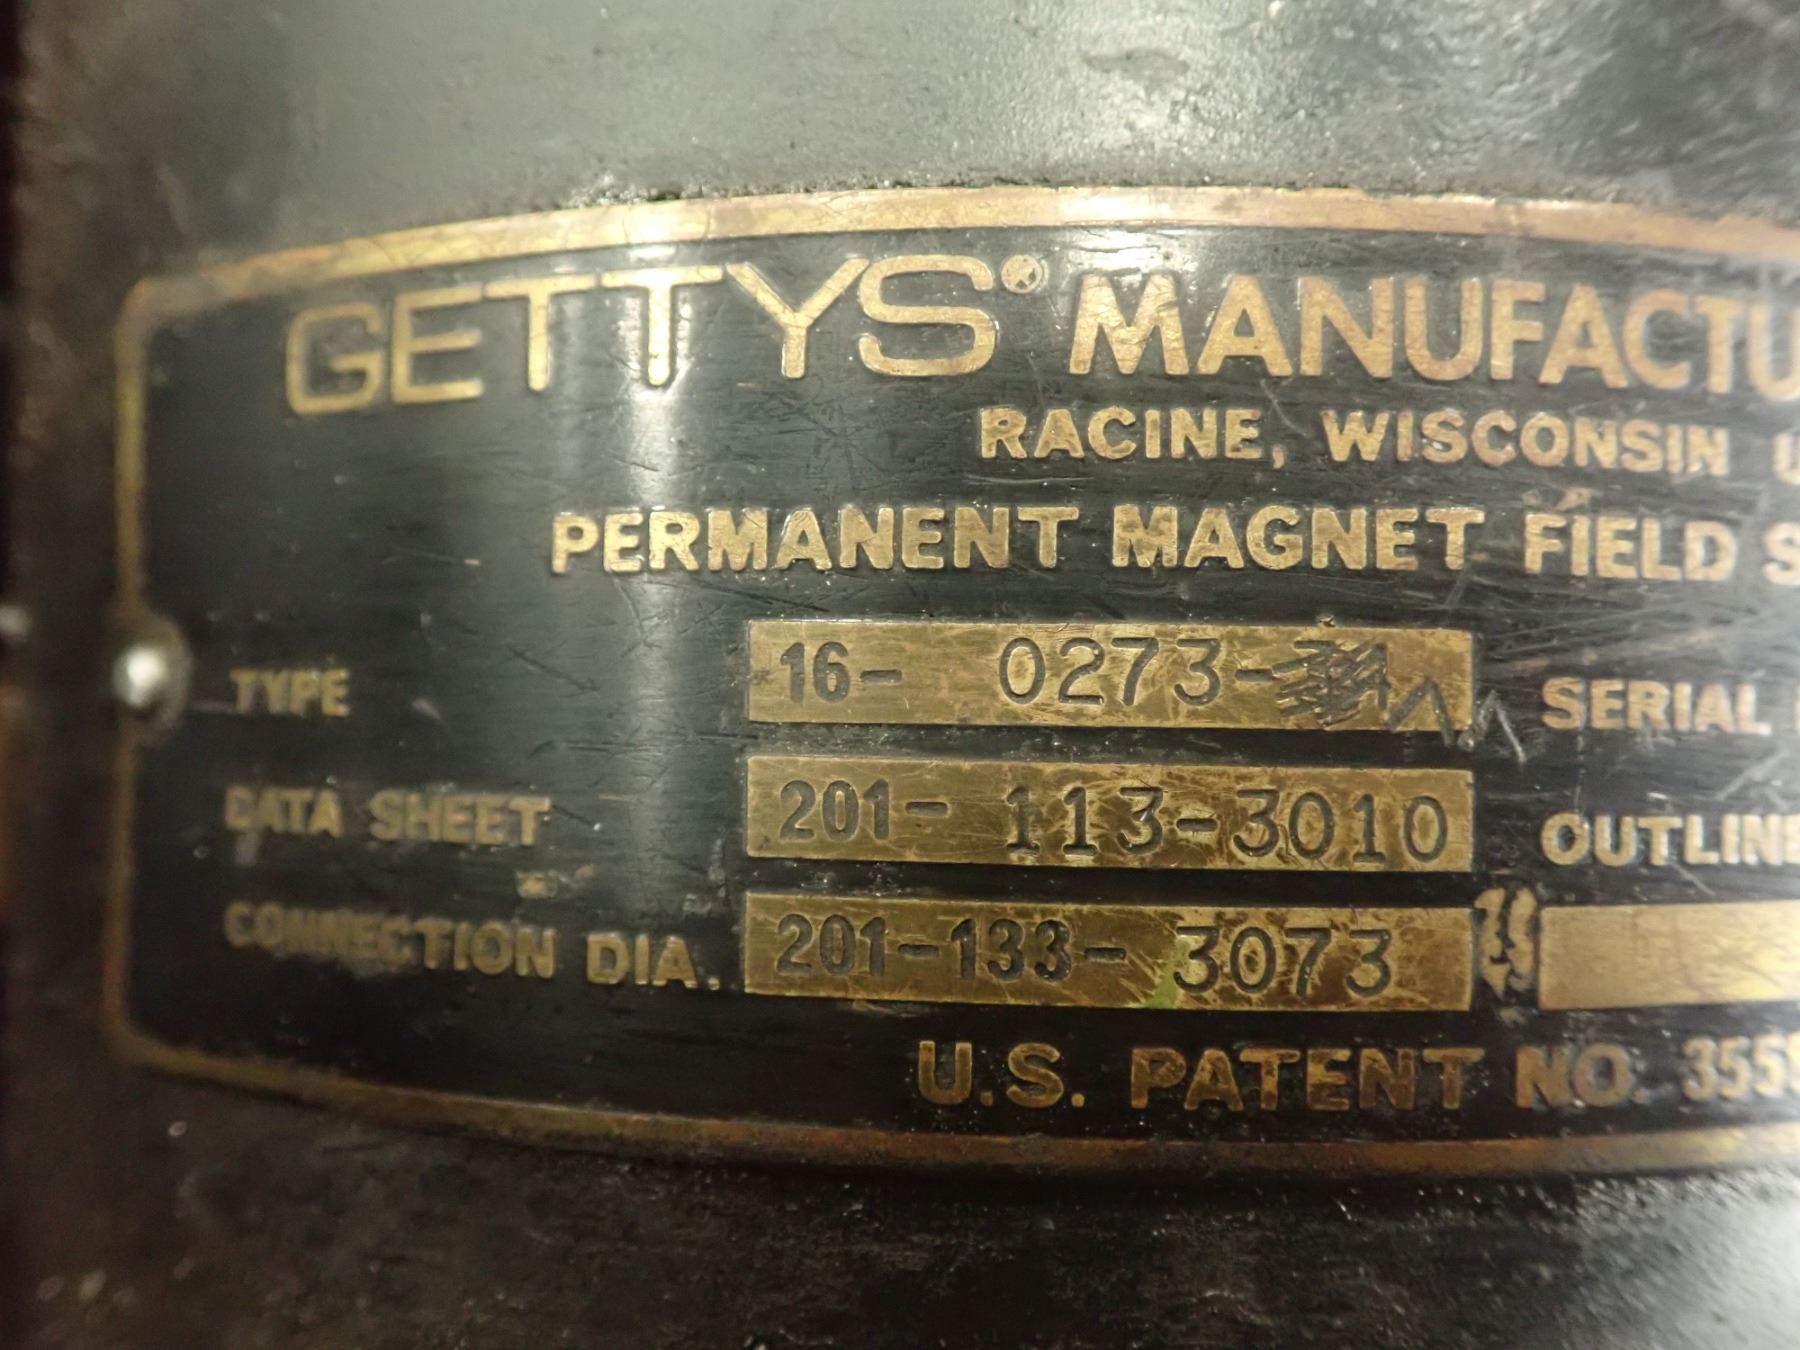 GETTYS® MANUFACTU
RACINE, WISCONSIN U
PERMANENT MAGNET FIELD S
TYPE 16- 0273- SERIAL
DATA SHEET 201- 113-3010 OUTLINE
CONNECTION DIA. 201-133- 3073
U.S. PATENT NO. 355